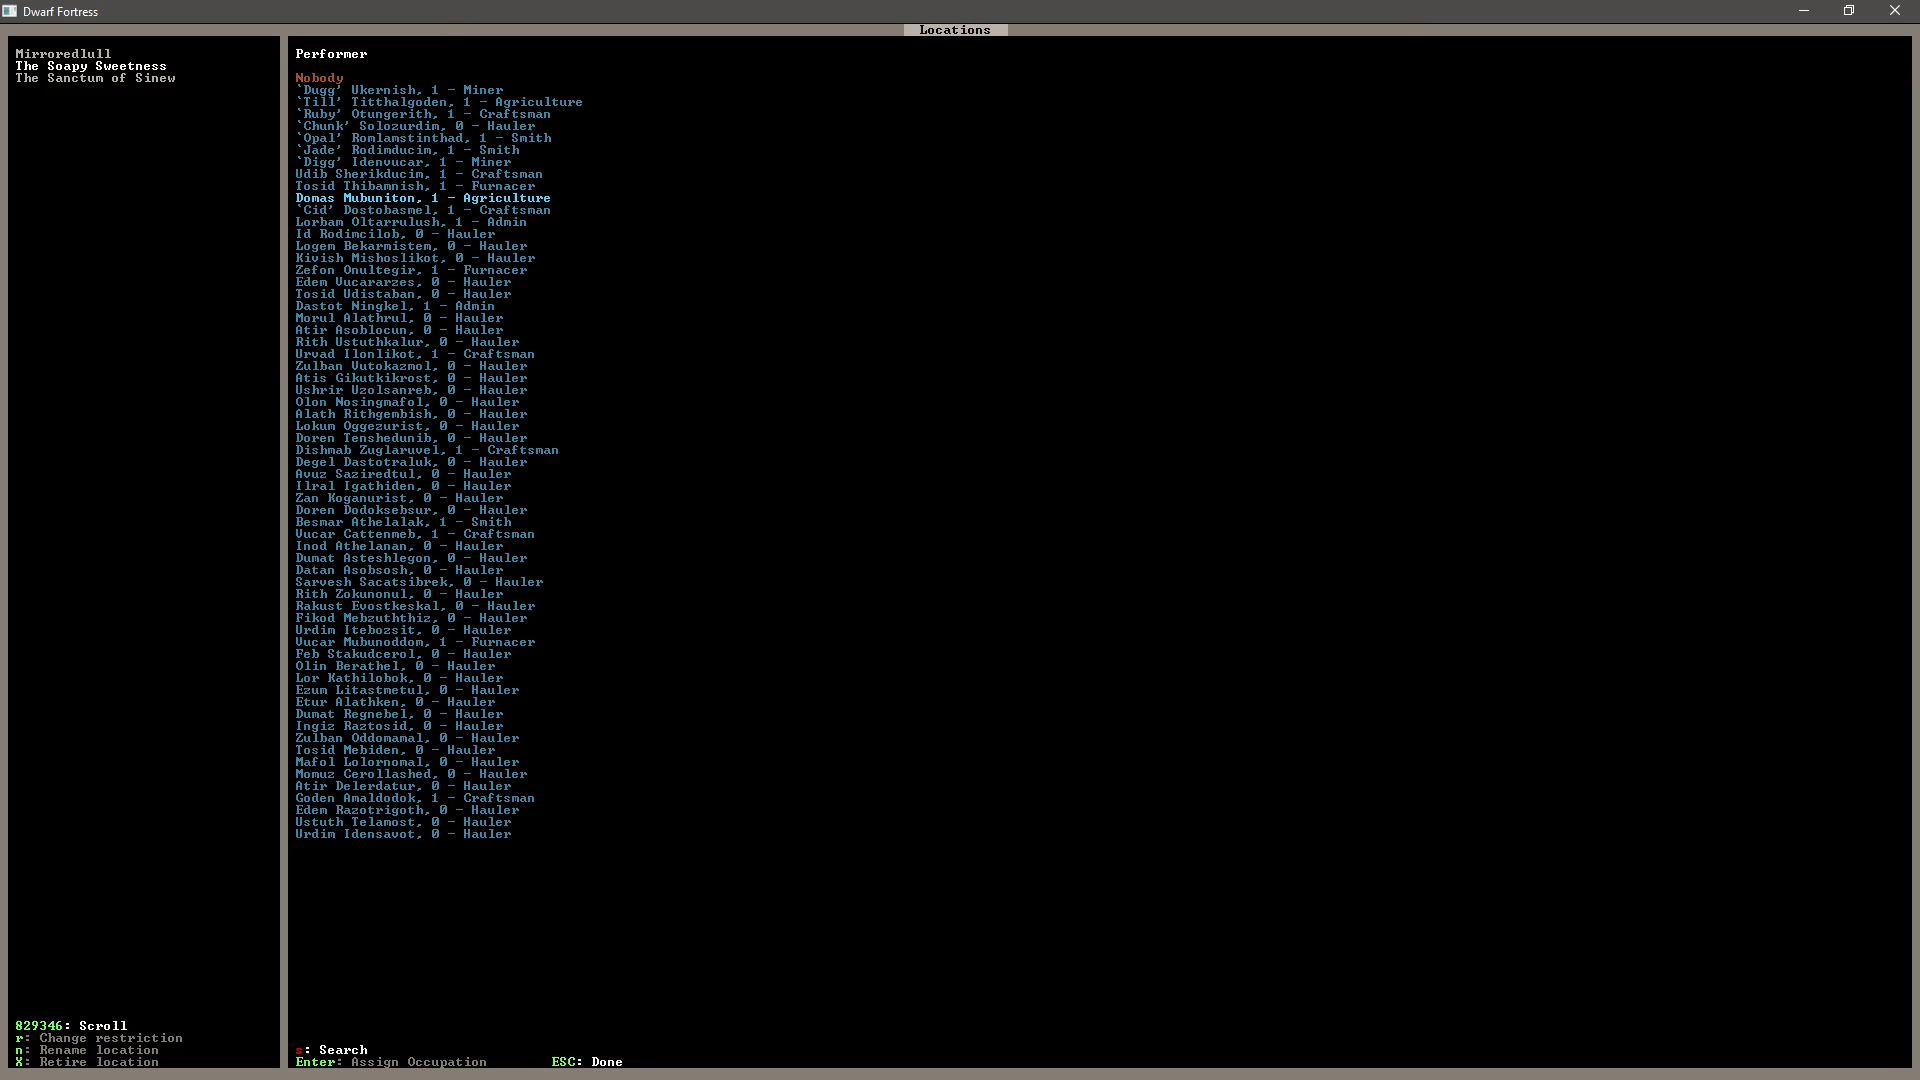 Dwarf Fortress
Locations
Mirroredlull
The Soapy Sweetness
The Sanctum of Sinew
Performer
Nobody
`Dugg' Ukernish, 1 - Miner
`Till' Titthalgoden, 1 - Agriculture
`Ruby' Otungerith, 1 - Craftsman
`Chunk' Solozurdim, 0 - Hauler
`Opal' Romlamstinthad, 1 - Smith
`Jade' Rodimducim, 1 - Smith
`Digg' Idenvucar, 1 - Miner
Udib Sherikducim, 1 - Craftsman
Tosid Thibamnish, 1 - Furnacer
Domas Mubuniton, 1 - Agriculture
`Cid' Dostobasmel, 1 - Craftsman
Lorbam Oltarrulush, 1 - Admin
Id Rodimcilob, 0 - Hauler
Logem Bekarmistem, 0 - Hauler
Kivish Mishoslikot, 0 - Hauler
Zefon Onultegir, 1 - Furnacer
Edem Vucararzes, 0 - Hauler
Tosid Udistaban, 0 - Hauler
Dastot Ningkel, 1 - Admin
Morul Alathrul, 0 - Hauler
Atir Asoblocun, 0 - Hauler
Rith Ustuthkalur, 0 - Hauler
Urvad Ilonlikot, 1 - Craftsman
Zulban Vutokazmol, 0 - Hauler
Atis Gikutkikrost, 0 - Hauler
Ushrir Uzolsanreb, 0 - Hauler
Olon Nosingmafol, 0 - Hauler
Alath Rithgembish, 0 - Hauler
Lokum Oggezurist, 0 - Hauler
Doren Tenshedunib, 0 - Hauler
Dishmab Zuglaruvel, 1 - Craftsman
Degel Dastotraluk, 0 - Hauler
Avuz Saziredtul, 0 - Hauler
Ilral Igathiden, 0 - Hauler
Zan Koganurist, 0 - Hauler
Doren Dodoksebsur, 0 - Hauler
Besmar Athelalak, 1 - Smith
Vucar Cattenmeb, 1 - Craftsman
Inod Athelanan, 0 - Hauler
Dumat Asteshlegon, 0 - Hauler
Datan Asobsosh, 0 - Hauler
Sarvesh Sacatsibrek, 0 - Hauler
Rith Zokunonul, 0 - Hauler
Rakust Evostkeskal, 0 - Hauler
Fikod Mebzuththiz, 0 - Hauler
Urdim Itebozsit, 0 - Hauler
Vucar Mubunoddom, 1 - Furnacer
Feb Stakudcerol, 0 - Hauler
Olin Berathel, 0 - Hauler
Lor Kathilobok, 0 - Hauler
Ezum Litastmetul, 0 - Hauler
Etur Alathken, 0 - Hauler
Dumat Regnebel, 0 - Hauler
Ingiz Raztosid, 0 - Hauler
Zulban Oddomamal, 0 - Hauler
Tosid Mebiden, 0 - Hauler
Mafol Lolornomal, 0 - Hauler
Momuz Cerollashed, 0 - Hauler
Atir Delerdatur, 0 - Hauler
Goden Amaldodok, 1 - Craftsman
Edem Razotrigoth, 0 - Hauler
Ustuth Telamost, 0 - Hauler
Urdim Idensavot, 0 - Hauler
829346: Scroll
r: Change restriction
n: Rename location
X: Retire location
s: Search
Enter: Assign Occupation ESC: Done